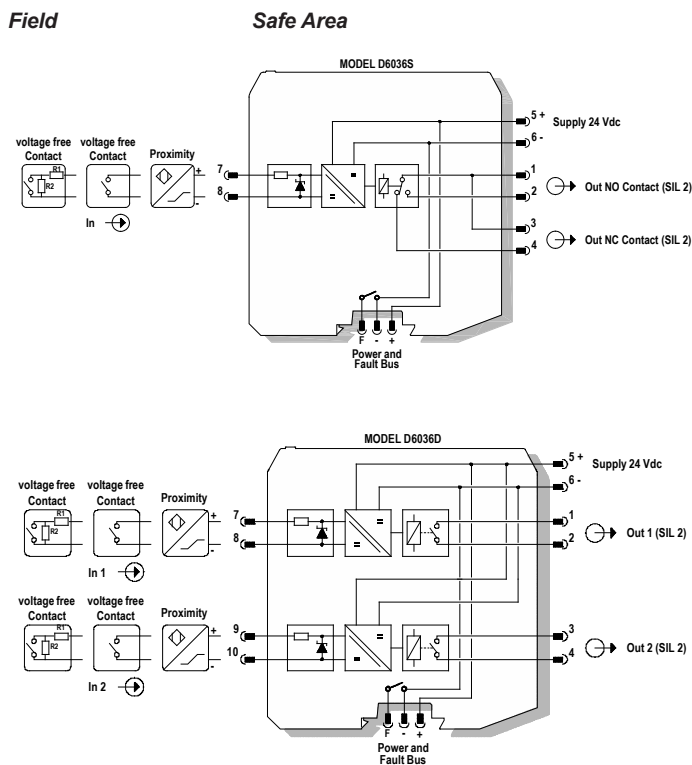 Field Safe Area
MODEL D6036S
5 + Supply 24 Vdc
6 -
voltage free
Contact
voltage free
Contact
Proximity
R1
R2
+
-
7
8
1
2
Out NO Contact (SIL 2)
In
3
4
Out NC Contact (SIL 2)
=
=
F - +
Power and
Fault Bus
MODEL D6036D
5 + Supply 24 Vdc
6 -
voltage free
Contact
voltage free
Contact
Proximity
R1
R2
+
-
7
8
=
=
1
2
Out 1 (SIL 2)
In 1
voltage free
Contact
voltage free
Contact
Proximity
R1
R2
+
-
9
10
=
=
3
4
Out 2 (SIL 2)
In 2
F - +
Power and
Fault Bus